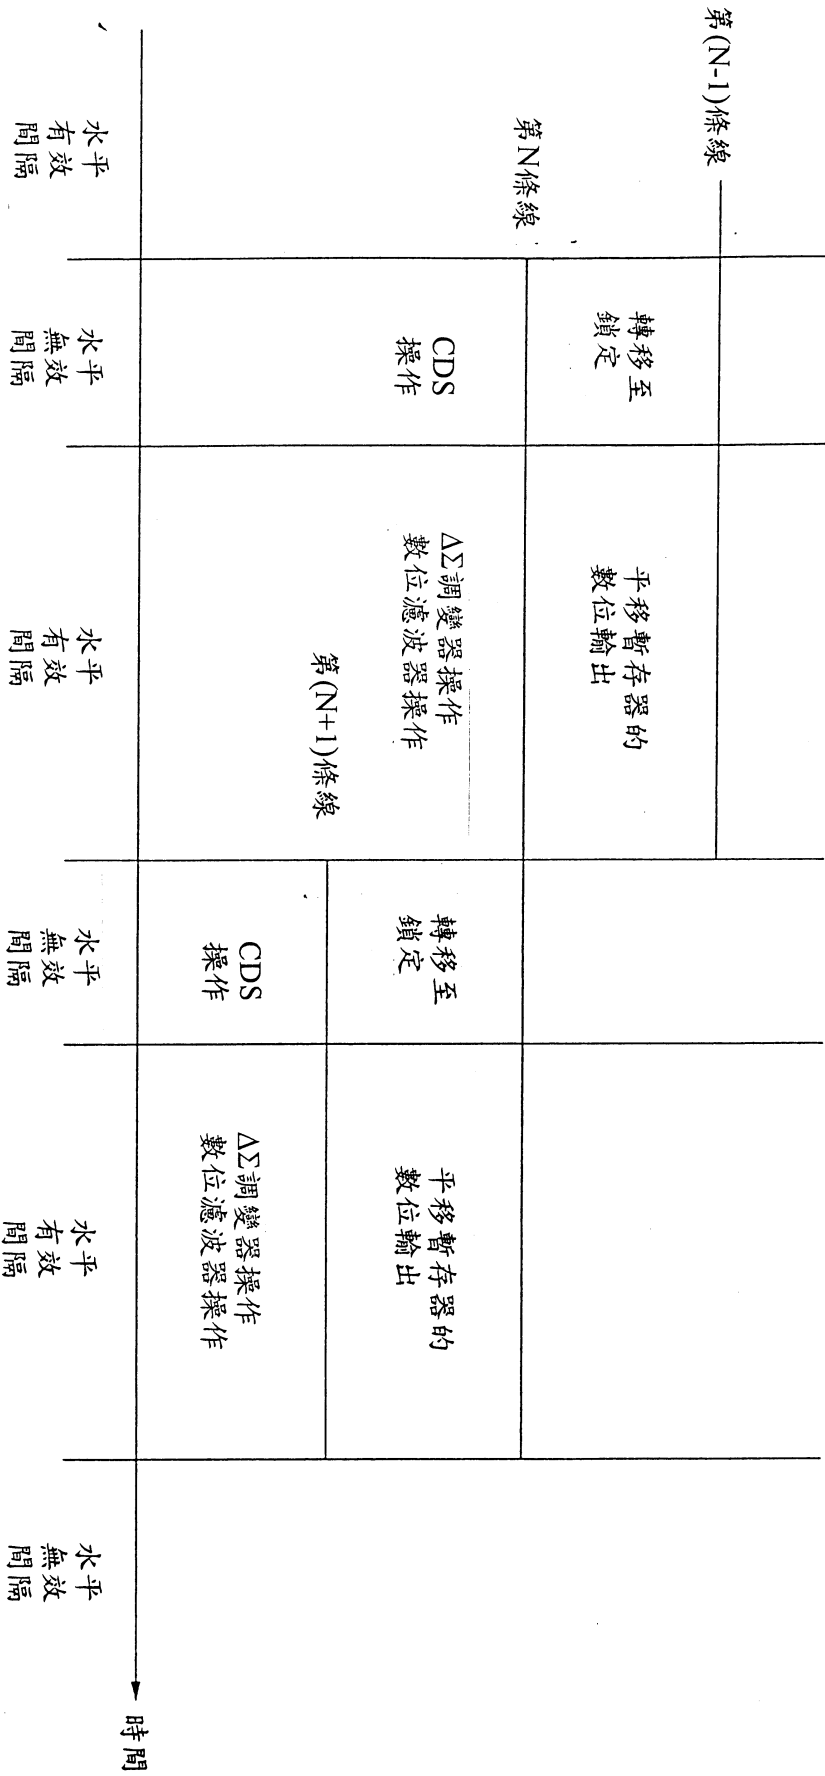 第(N-1)條線
轉移至
鎖定
平移暫存器的
數位輸出
第N條線
CDS
操作
ΔΣ調變器操作
數位濾波器操作
轉移至
鎖定
平移暫存器的
數位輸出
第(N+1)條線
CDS
操作
ΔΣ調變器操作
數位濾波器操作
水平
有效
間隔
水平
無效
間隔
水平
有效
間隔
水平
無效
間隔
水平
有效
間隔
水平
無效
間隔
時間